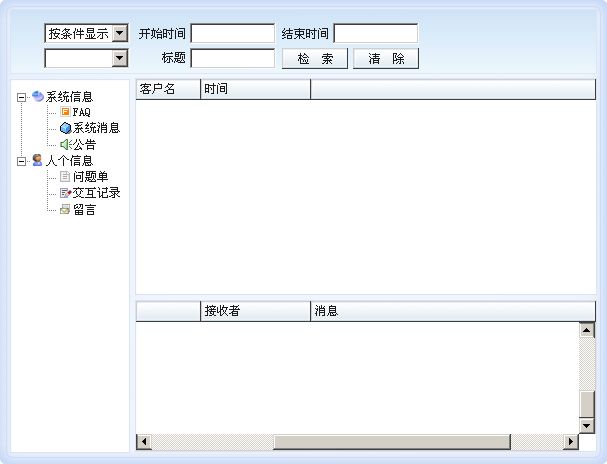 按条件显示 开始时间 结束时间
标题 检 索 清 除
系统信息
FAQ
系统消息
公告
人个信息
问题单
交互记录
留言
客户名 时间
接收者 消息